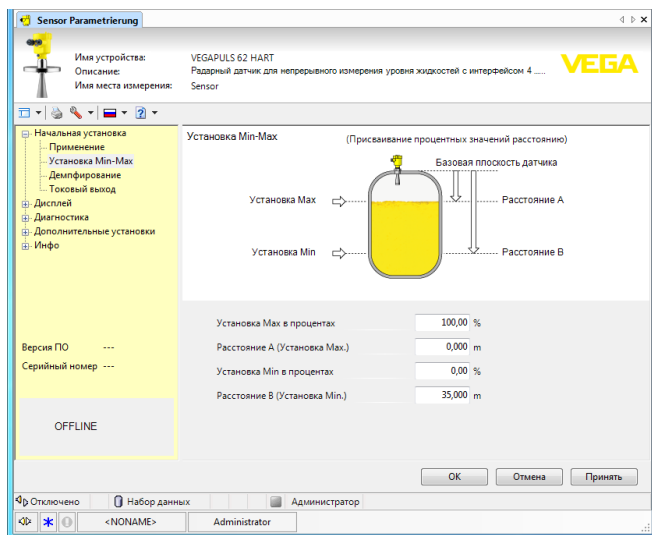 Sensor Parametrierung
Имя устройства: VEGAPULS 62 HART
Описание: Радарный датчик для непрерывного измерения уровня жидкостей с интерфейсом 4 .....
Имя места измерения: Sensor
VEGA
Начальная установка
Применение
Установка Min-Max
Демпфирование
Токовый выход
Дисплей
Диагностика
Дополнительные установки
Инфо
Версия ПО ---
Серийный номер ---
OFFLINE
Установка Min-Max
(Присваивание процентных значений расстоянию)
Базовая плоскость датчика
Установка Max
Расстояние A
Установка Min
Расстояние B
Установка Max в процентах 100,00 %
Расстояние A (Установка Max.) 0,000 m
Установка Min в процентах 0,00 %
Расстояние B (Установка Min.) 35,000 m
OK Отмена Принять
Отключено Набор данных Администратор
<NONAME> Administrator